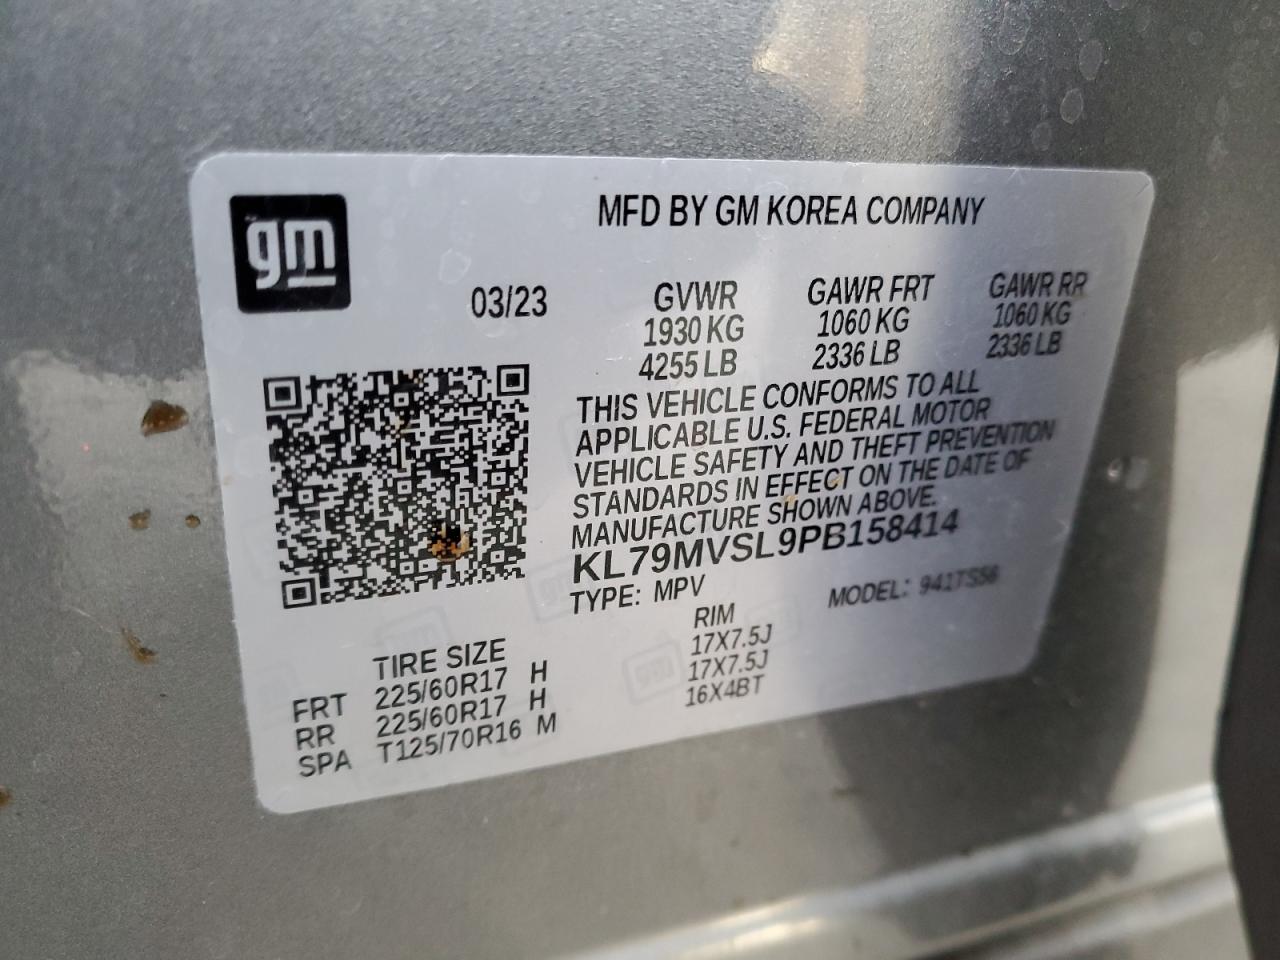 gm
MFD BY GM KOREA COMPANY
03/23
GVWR GAWR FRT GAWR RR
1930 KG 1060 KG 1060 KG
4255 LB 2336 LB 2336 LB
THIS VEHICLE CONFORMS TO ALL
APPLICABLE U.S. FEDERAL MOTOR
VEHICLE SAFETY AND THEFT PREVENTION
STANDARDS IN EFFECT ON THE DATE OF
MANUFACTURE SHOWN ABOVE.
KL79MVSL9PB158414
TYPE: MPV MODEL: 941TS56
TIRE SIZE RIM
FRT 225/60R17 H 17X7.5J
RR 225/60R17 H 17X7.5J
SPA T125/70R16 M 16X4BT